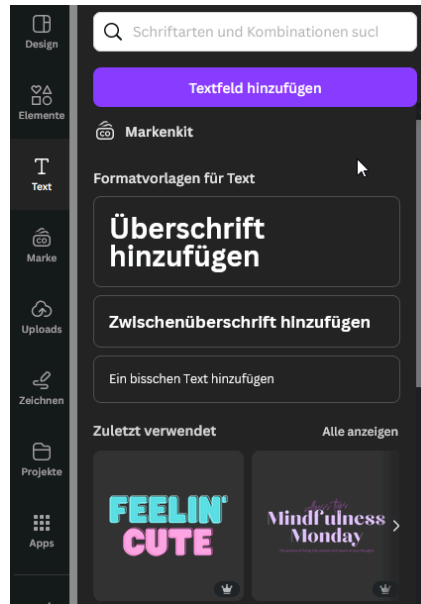 Design
Schriftarten und Kombinationen sucl
Elemente
Textfeld hinzufügen
CO Markenkit
Text
Formatvorlagen für Text
Überschrift
hinzufügen
Marke
Uploads
Zwischenüberschrift hinzufügen
Ein bisschen Text hinzufügen
Zeichnen
Zuletzt verwendet
Alle anzeigen
Projekte
FEELIN'
CUTE
Mindfulness
Monday
Apps